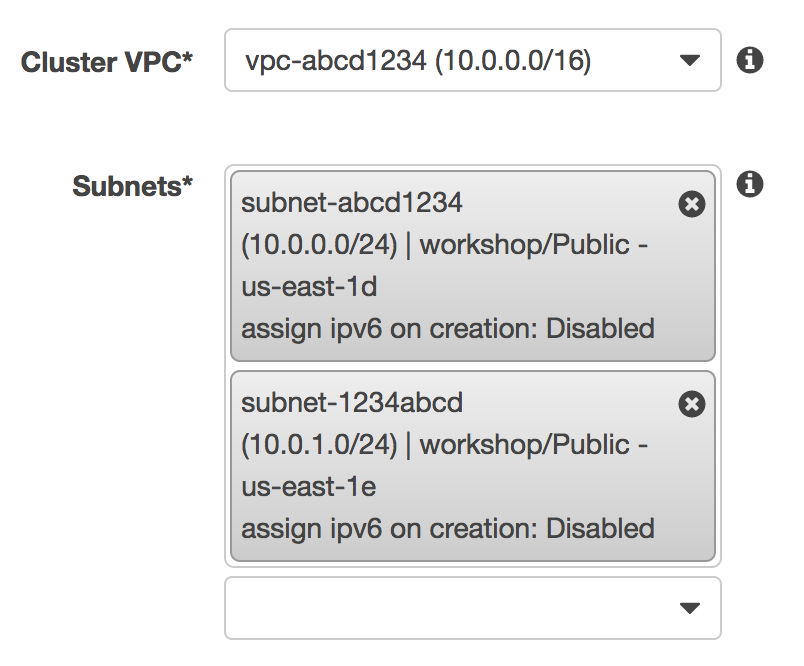 Cluster VPC* vpc-abcd1234 (10.0.0.0/16)
Subnets*
subnet-abcd1234
(10.0.0.0/24) | workshop/Public -
us-east-1d
assign ipv6 on creation: Disabled
subnet-1234abcd
(10.0.1.0/24) | workshop/Public -
us-east-1e
assign ipv6 on creation: Disabled